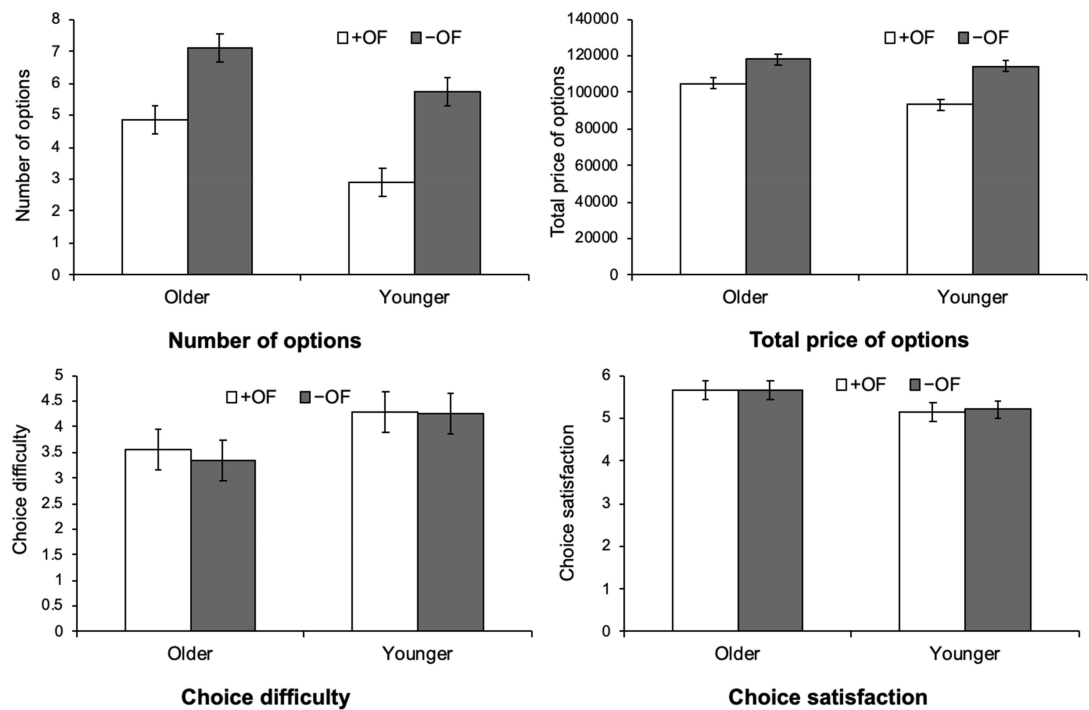 8
7
6
5
4
3
2
1
0
Number of options
+OF −OF
Older Younger
Number of options
140000
120000
100000
80000
60000
40000
20000
0
Total price of options
+OF −OF
Older Younger
Total price of options
5
4.5
4
3.5
3
2.5
2
1.5
1
0.5
0
Choice difficulty
+OF −OF
Older Younger
Choice difficulty
6
5
4
3
2
1
0
Choice satisfaction
+OF −OF
Older Younger
Choice satisfaction